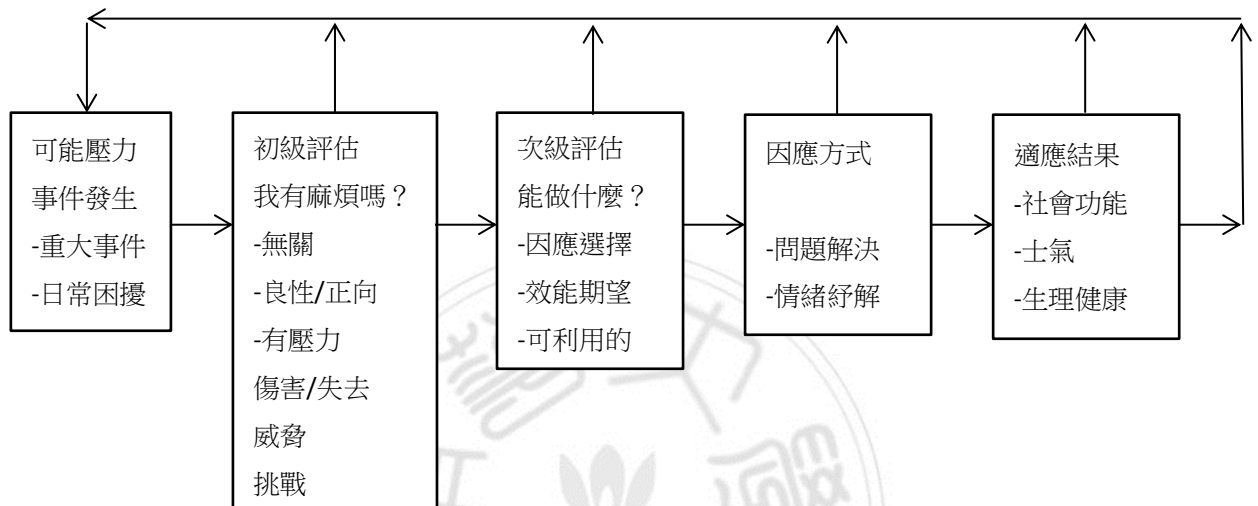 可能壓力
事件發生
-重大事件
-日常困擾
初級評估
我有麻煩嗎？
-無關
-良性/正向
-有壓力
傷害/失去
威脅
挑戰
次級評估
能做什麼？
-因應選擇
-效能期望
-可利用的
因應方式
-問題解決
-情緒紓解
適應結果
-社會功能
-士氣
-生理健康